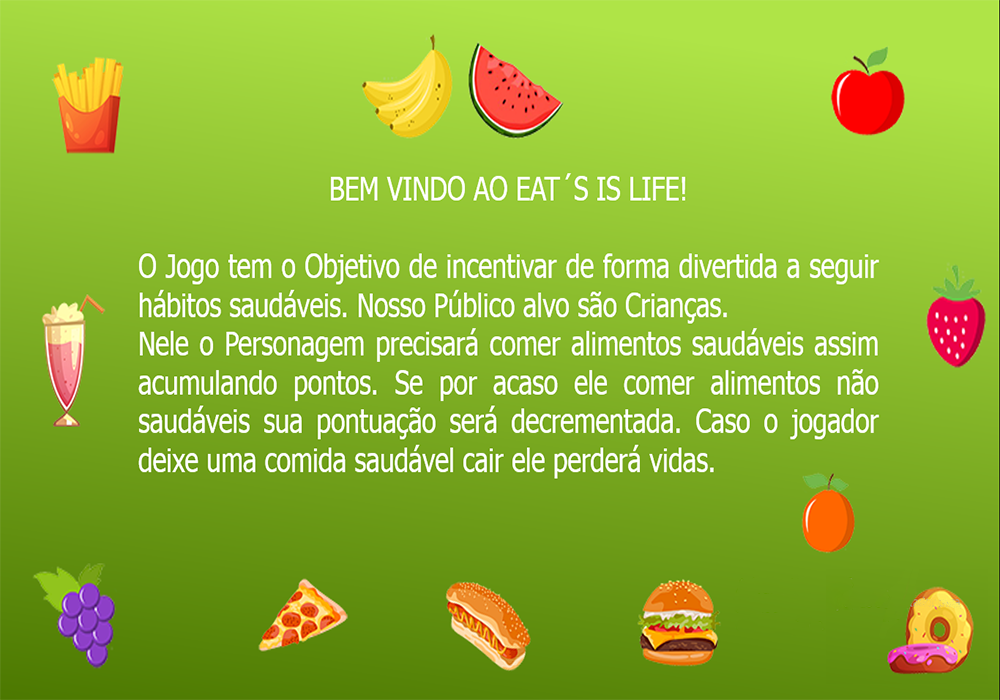 BEM VINDO AO EAT´S IS LIFE!
O Jogo tem o Objetivo de incentivar de forma divertida a seguir
hábitos saudáveis. Nosso Público alvo são Crianças.
Nele o Personagem precisará comer alimentos saudáveis assim
acumulando pontos. Se por acaso ele comer alimentos não
saudáveis sua pontuação será decrementada. Caso o jogador
deixe uma comida saudável cair ele perderá vidas.